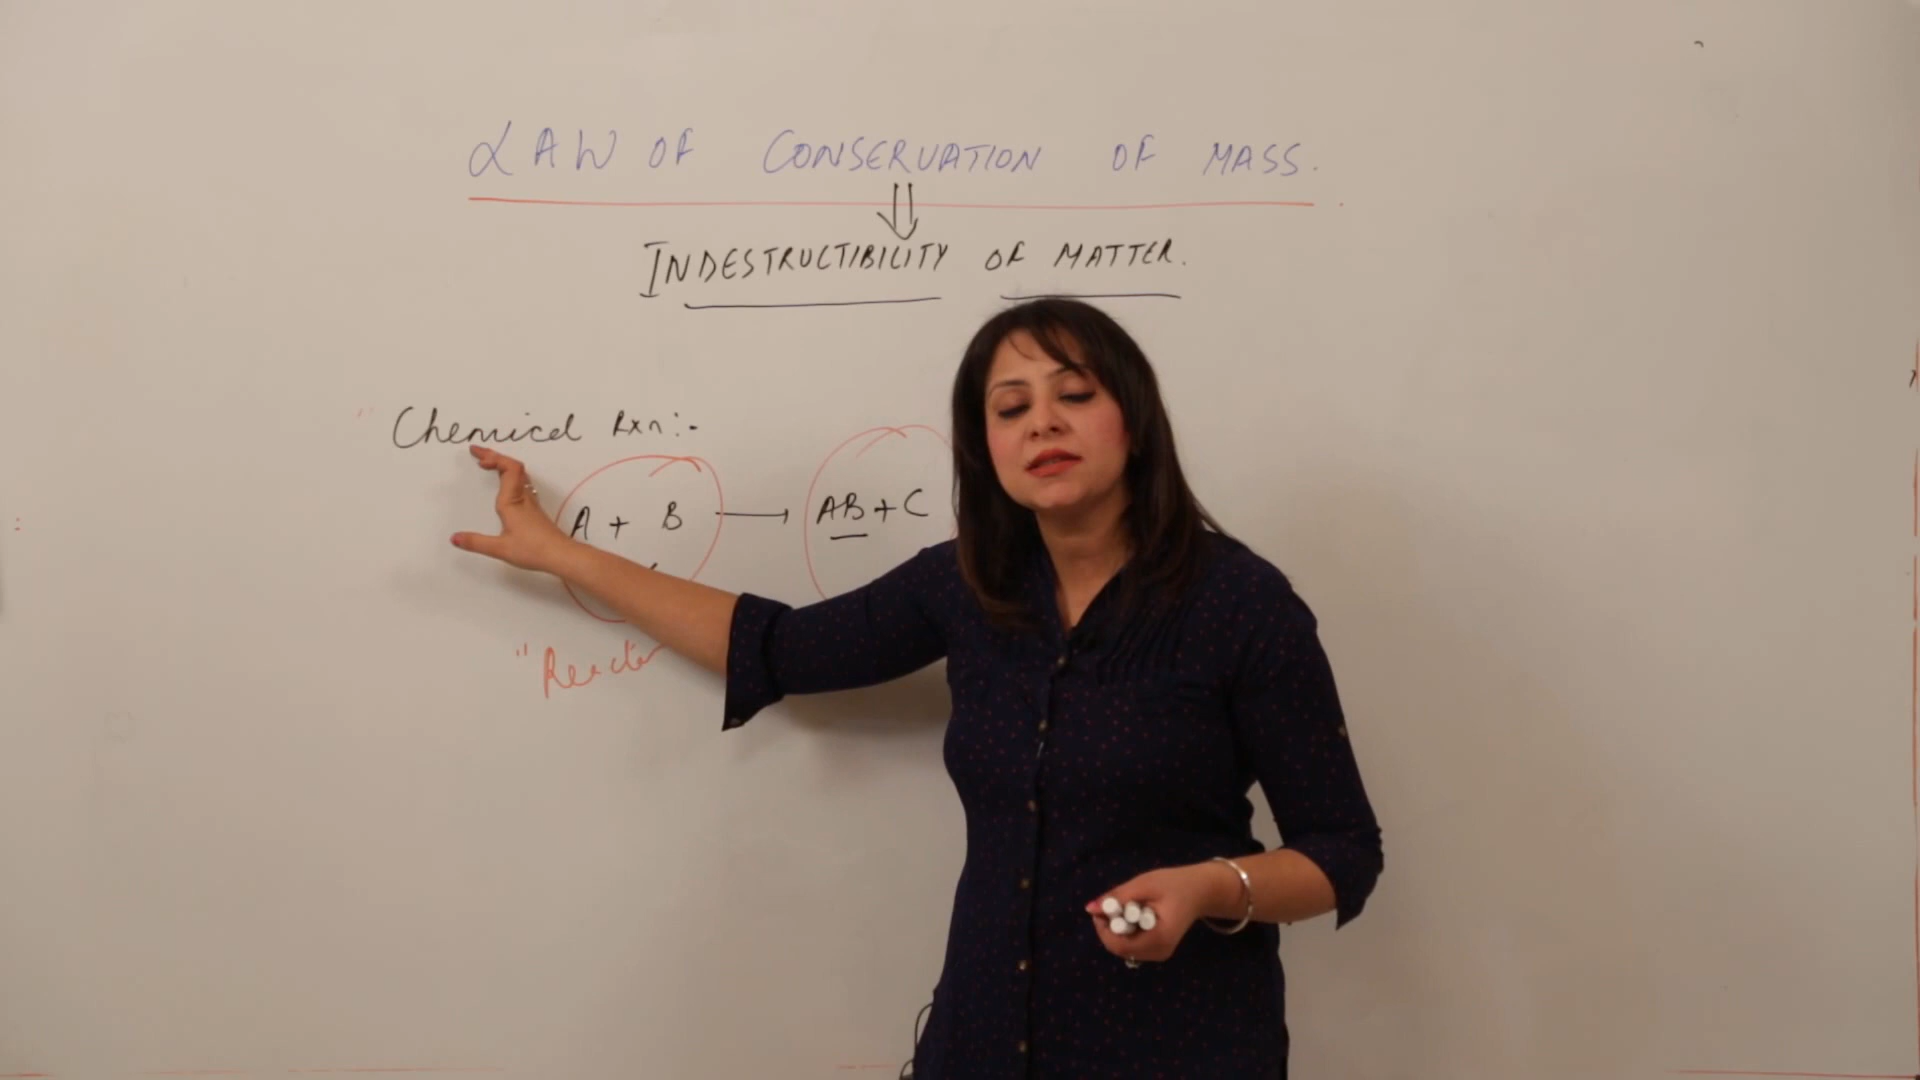 LAW OF CONSERVATION OF MASS.
INDESTRUCTIBILITY OF MATTER.
Chemical Rxn:-
A + B → AB + C